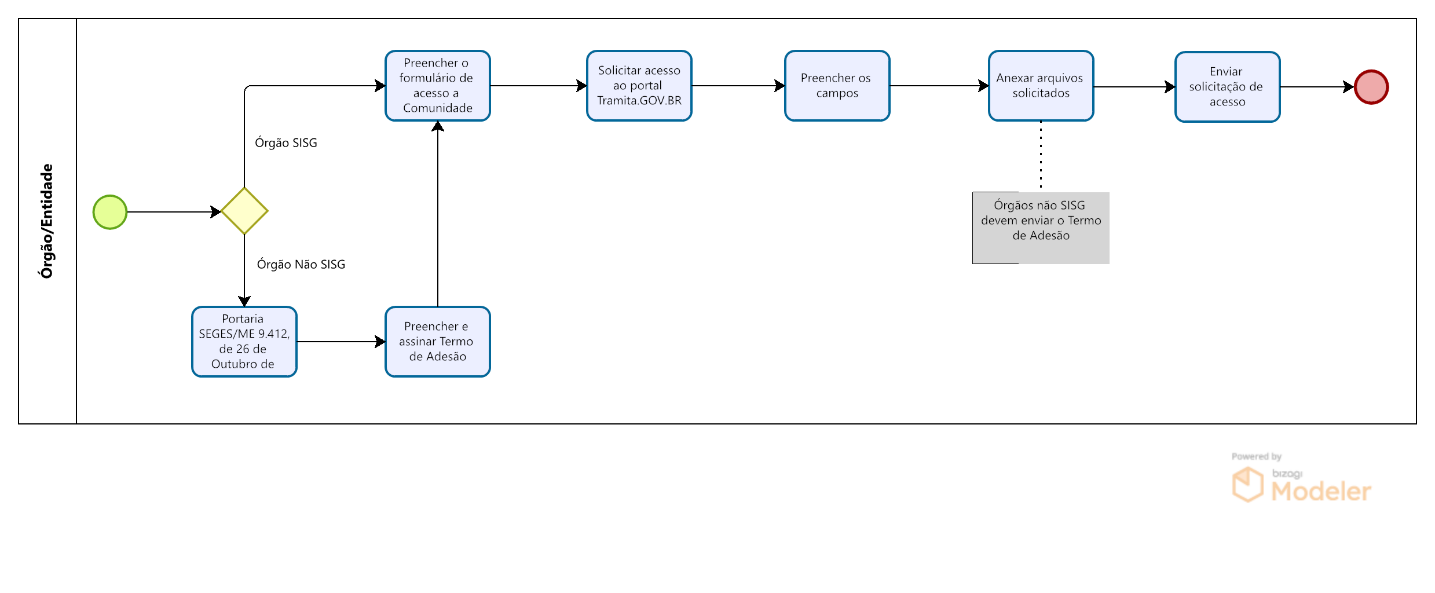 Órgão/Entidade
Preencher o
formulário de
acesso a
Comunidade
Solicitar acesso
ao portal
Tramita.GOV.BR
Preencher os
campos
Anexar arquivos
solicitados
Enviar
solicitação de
acesso
Órgão SISG
Órgãos não SISG
devem enviar o Termo
de Adesão
Órgão Não SISG
Portaria
SEGES/ME 9.412,
de 26 de
Outubro de
Preencher e
assinar Termo
de Adesão
Powered by
bizagi
Modeler